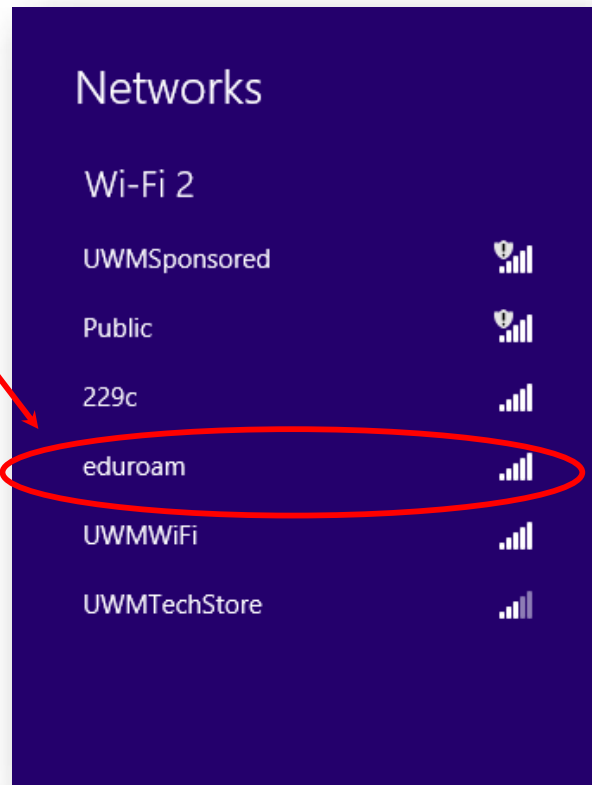 Networks
Wi-Fi 2
UWMSponsored
Public
229c
eduroam
UWMWiFi
UWMTechStore